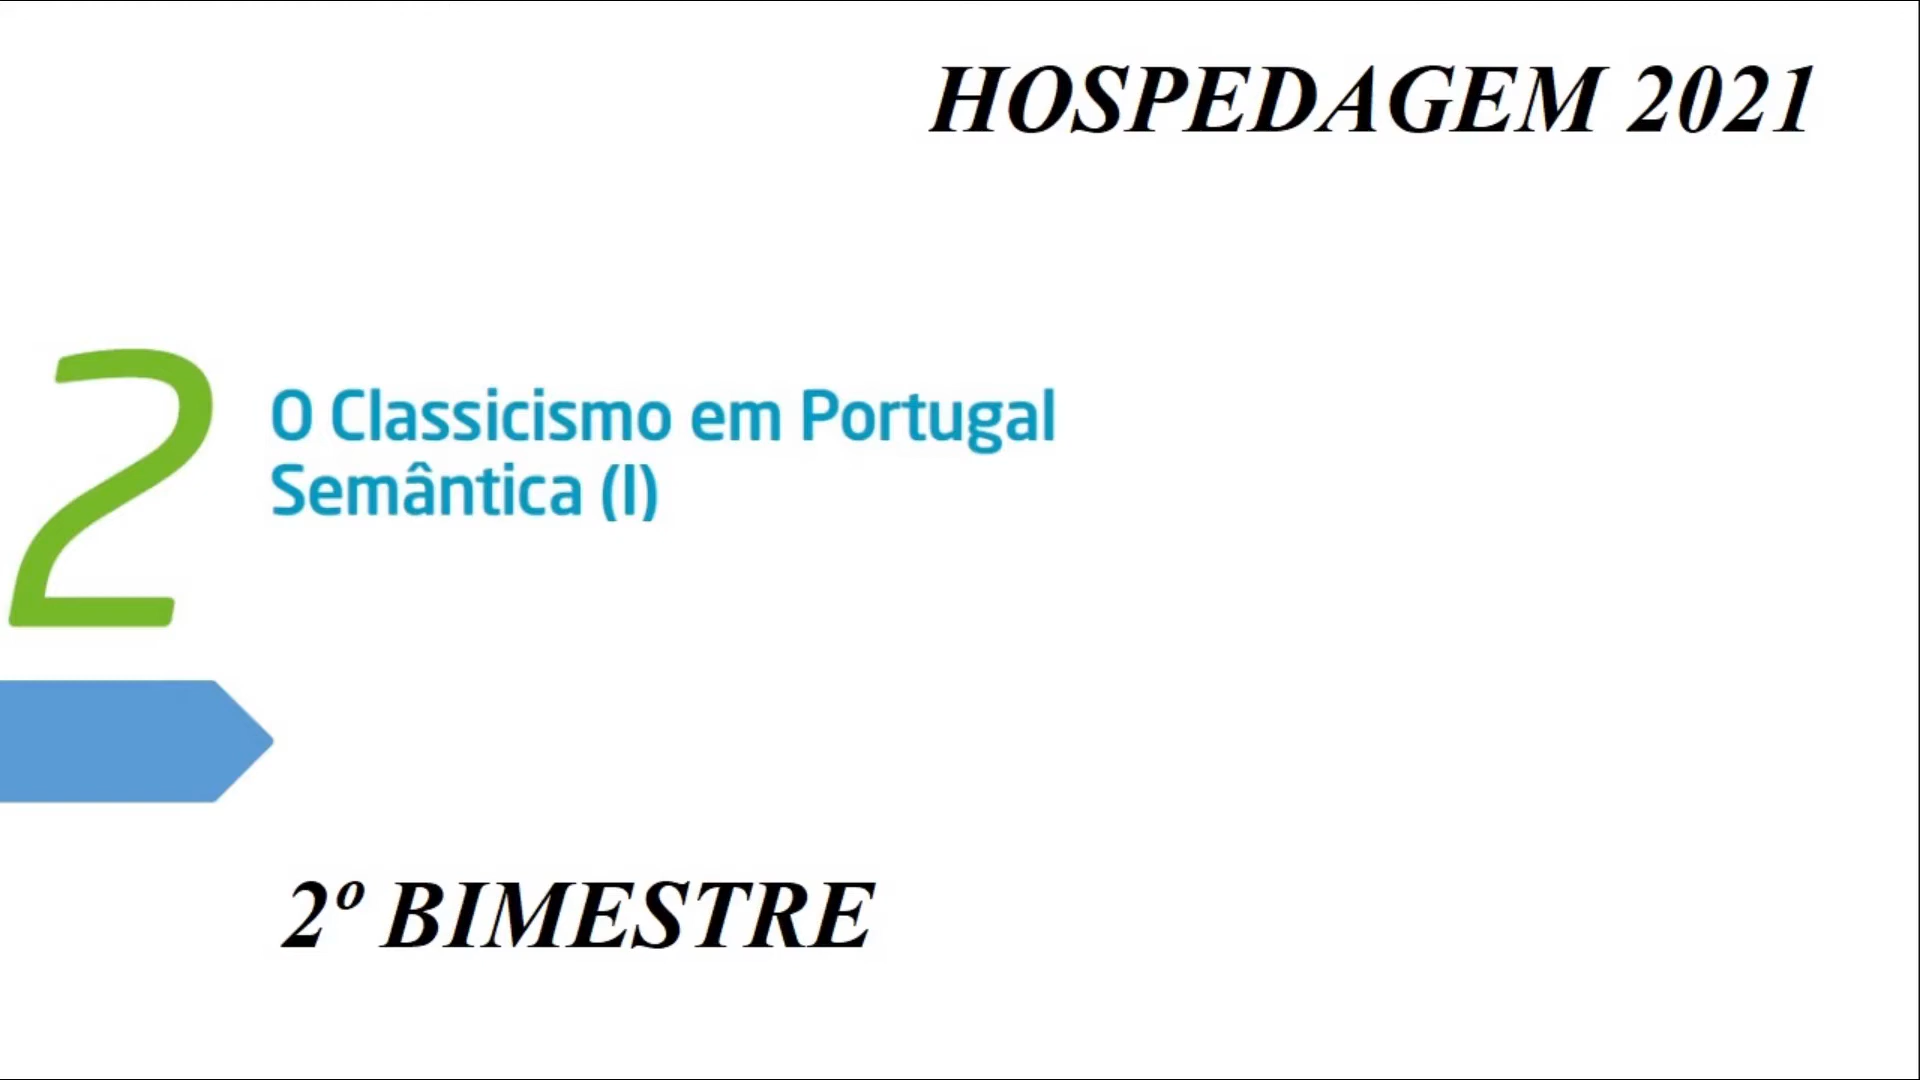 HOSPEDAGEM 2021
2
O Classicismo em Portugal
Semântica (I)
2º BIMESTRE